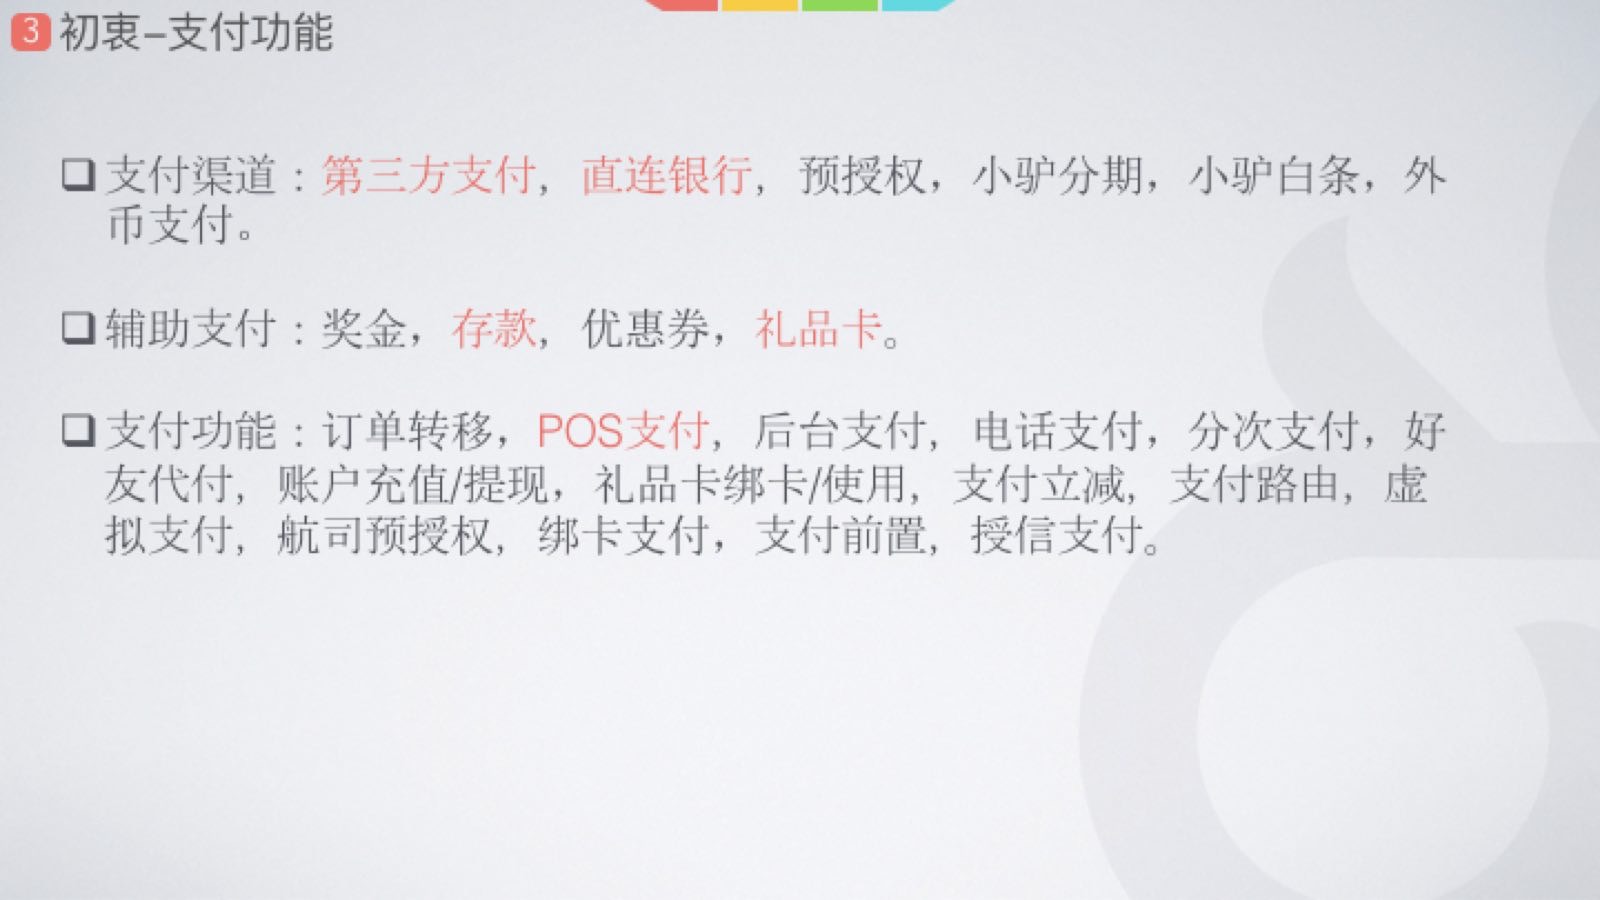 3 初衷-支付功能
支付渠道：第三方支付，直连银行，预授权，小驴分期，小驴白条，外
币支付。
辅助支付：奖金，存款，优惠券，礼品卡。
支付功能：订单转移，POS支付，后台支付，电话支付，分次支付，好
友代付，账户充值/提现，礼品卡绑卡/使用，支付立减，支付路由，虚
拟支付，航司预授权，绑卡支付，支付前置，授信支付。